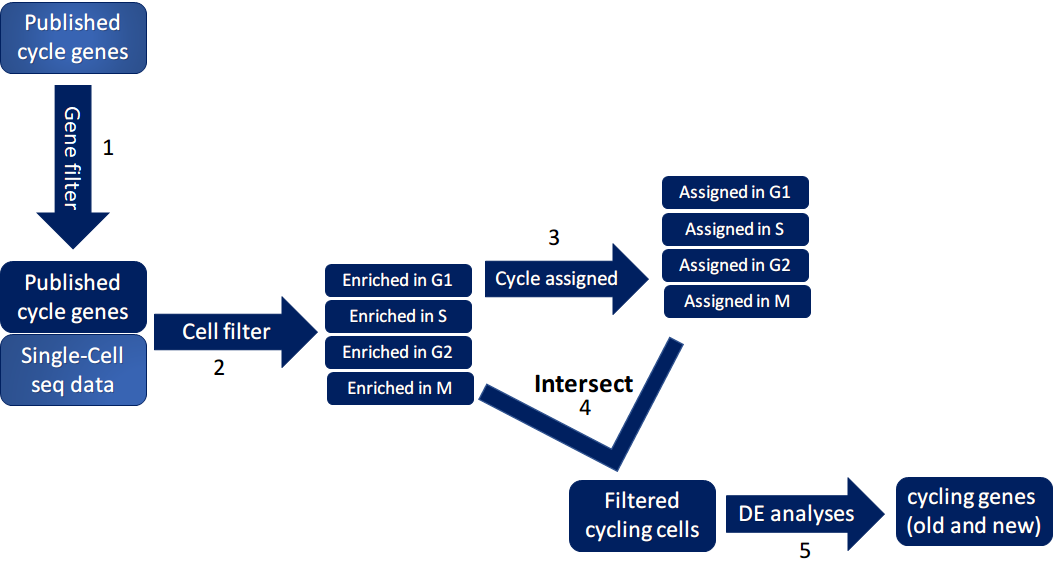 Published
cycle genes
Gene filter
1
Published
cycle genes
Single-Cell
seq data
Cell filter
2
Enriched in G1
Enriched in S
Enriched in G2
Enriched in M
3
Cycle assigned
Assigned in G1
Assigned in S
Assigned in G2
Assigned in M
Intersect
4
Filtered
cycling cells
DE analyses
5
cycling genes
(old and new)